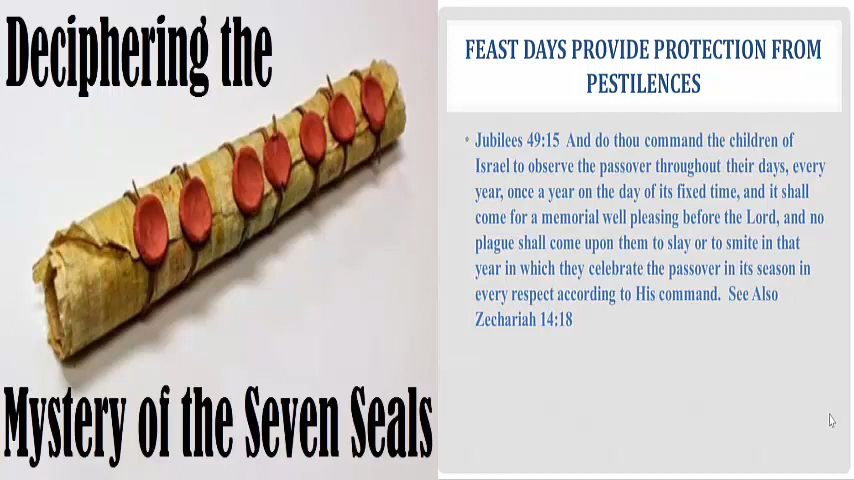 Deciphering the
Mystery of the Seven Seals
FEAST DAYS PROVIDE PROTECTION FROM
PESTILENCES
• Jubilees 49:15 And do thou command the children of
Israel to observe the passover throughout their days, every
year, once a year on the day of its fixed time, and it shall
come for a memorial well pleasing before the Lord, and no
plague shall come upon them to slay or to smite in that
year in which they celebrate the passover in its season in
every respect according to His command. See Also
Zechariah 14:18